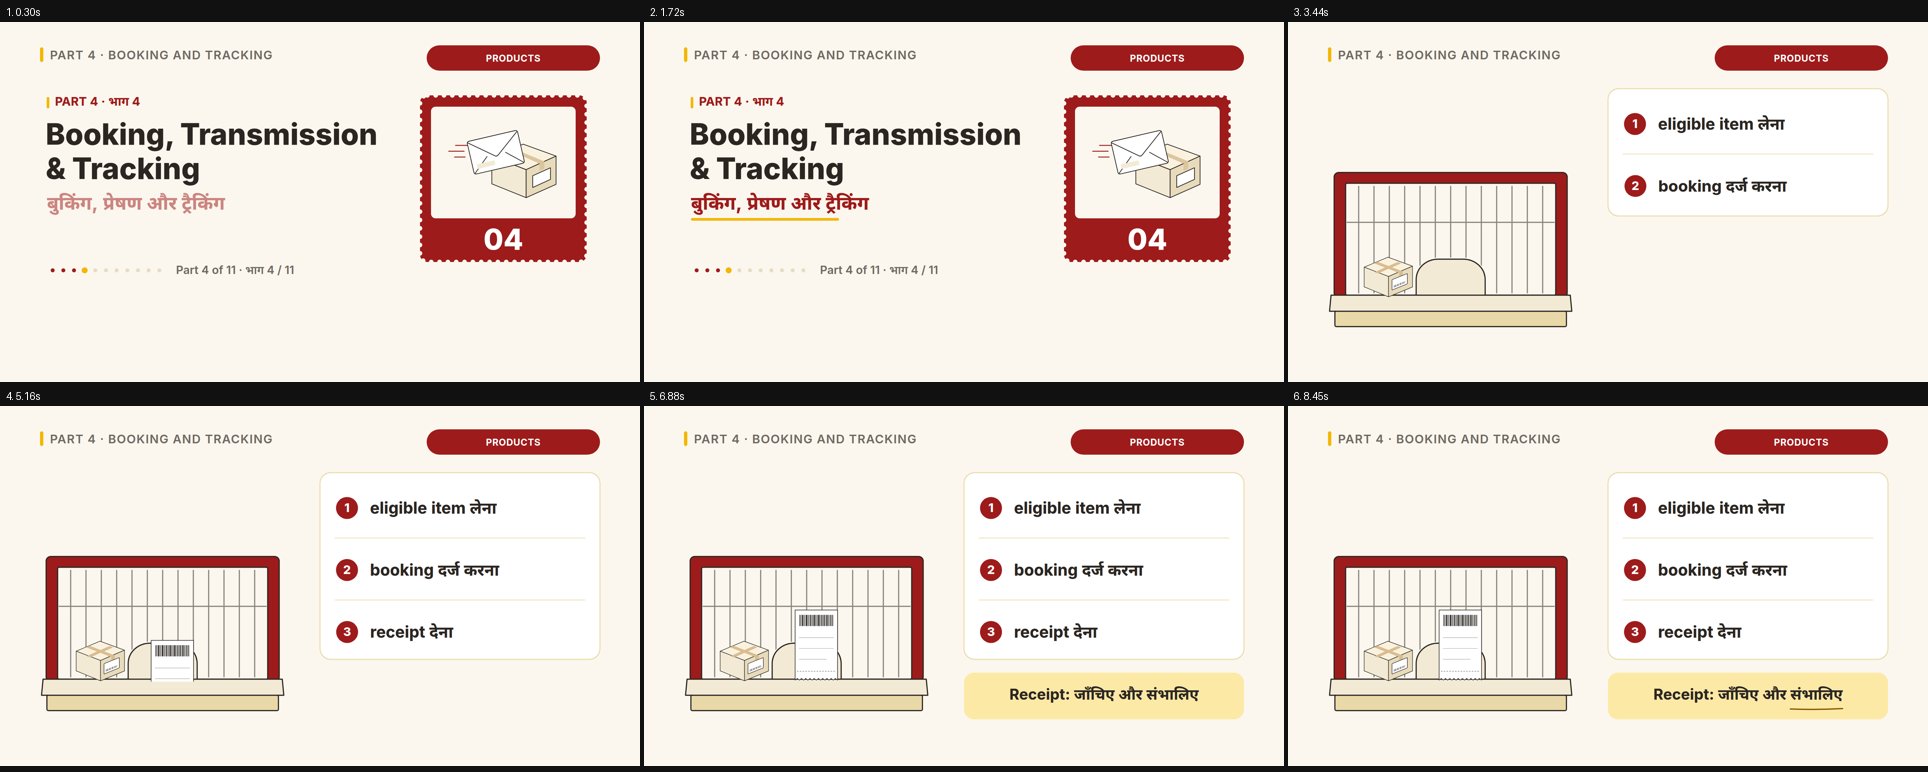 1. 0.30s
PART 4 · BOOKING AND TRACKING
PRODUCTS
PART 4 · भाग 4
Booking, Transmission
& Tracking
बुकिंग, प्रेषण और ट्रैकिंग
04
Part 4 of 11 · भाग 4 / 11
2. 1.72s
PART 4 · BOOKING AND TRACKING
PRODUCTS
PART 4 · भाग 4
Booking, Transmission
& Tracking
बुकिंग, प्रेषण और ट्रैकिंग
04
Part 4 of 11 · भाग 4 / 11
3. 3.44s
PART 4 · BOOKING AND TRACKING
PRODUCTS
1 eligible item लेना
2 booking दर्ज करना
4. 5.16s
PART 4 · BOOKING AND TRACKING
PRODUCTS
1 eligible item लेना
2 booking दर्ज करना
3 receipt देना
5. 6.88s
PART 4 · BOOKING AND TRACKING
PRODUCTS
1 eligible item लेना
2 booking दर्ज करना
3 receipt देना
Receipt: जाँचिए और संभालिए
6. 8.45s
PART 4 · BOOKING AND TRACKING
PRODUCTS
1 eligible item लेना
2 booking दर्ज करना
3 receipt देना
Receipt: जाँचिए और संभालिए